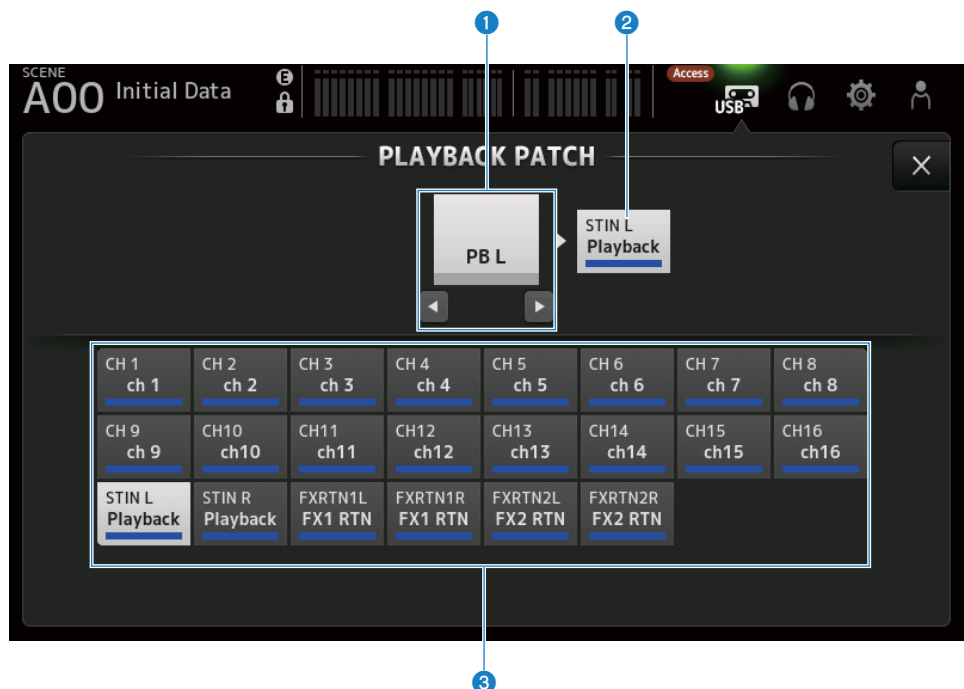 1 2
SCENE
A00 Initial Data
E
Access
USB
PLAYBACK PATCH
PB L
STIN L
Playback
CH 1 CH 2 CH 3 CH 4 CH 5 CH 6 CH 7 CH 8
ch 1 ch 2 ch 3 ch 4 ch 5 ch 6 ch 7 ch 8
CH 9 CH10 CH11 CH12 CH13 CH14 CH15 CH16
ch 9 ch10 ch11 ch12 ch13 ch14 ch15 ch16
STIN L STIN R FXRTN1L FXRTN1R FXRTN2L FXRTN2R
Playback Playback FX1 RTN FX1 RTN FX2 RTN FX2 RTN
3